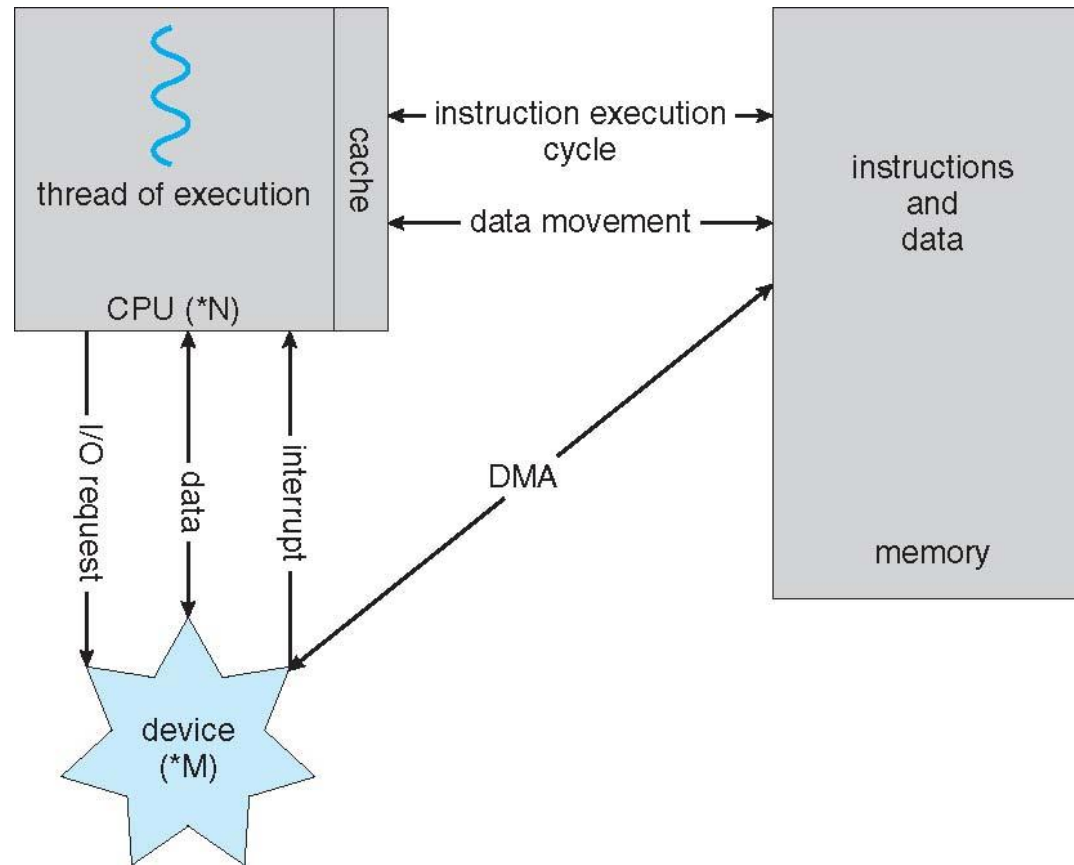 thread of execution
cache
CPU (*N)
instruction execution
cycle
data movement
instructions
and
data
memory
I/O request
data
interrupt
DMA
device
(*M)